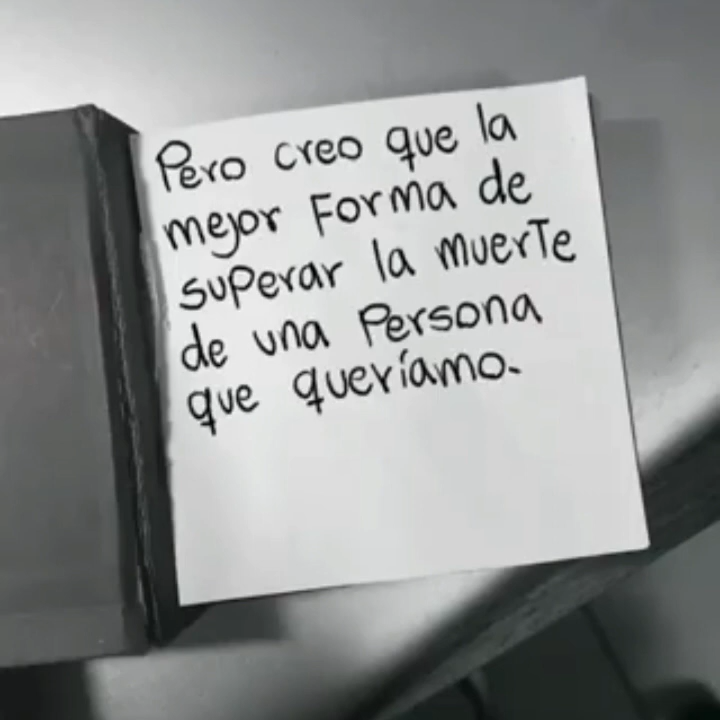 Pero creo que la
mejor Forma de
superar la muerte
de una Persona
que queríamo.